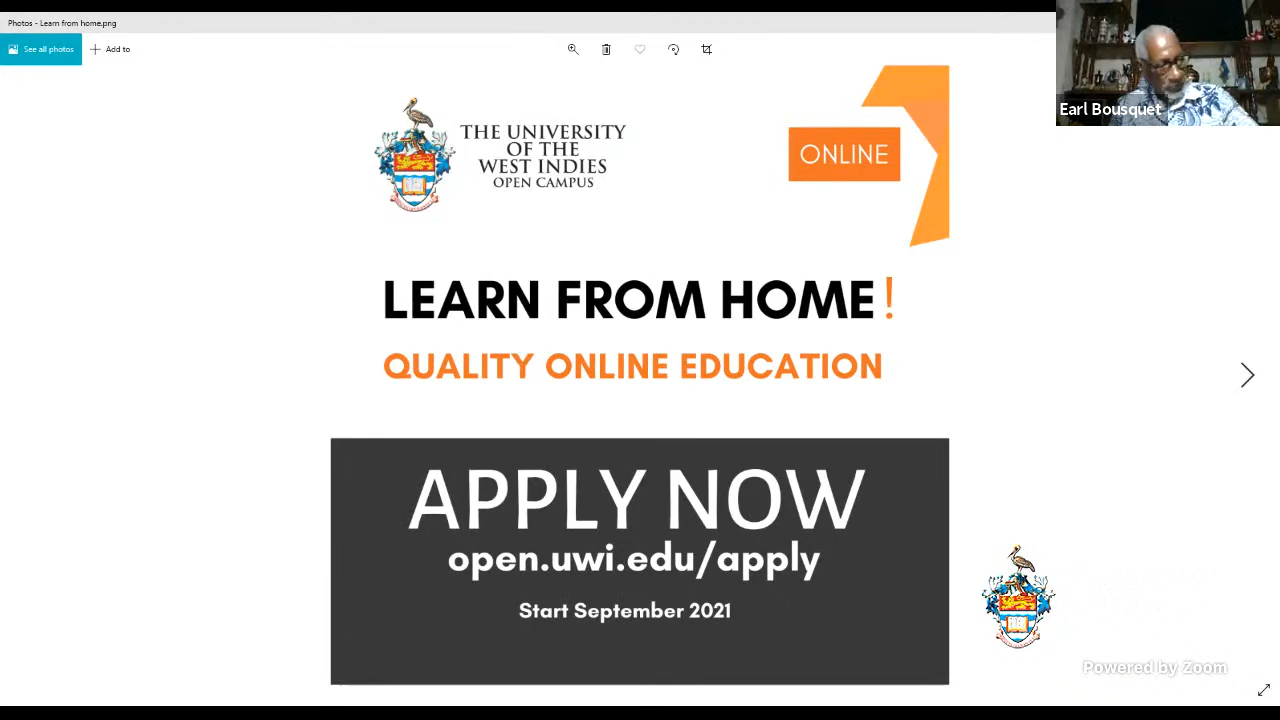 Photos - Learn from home.png
See all photos
Add to
Earl Bousquet
THE UNIVERSITY
OF THE
WEST INDIES
OPEN CAMPUS
ONLINE
LEARN FROM HOME!
QUALITY ONLINE EDUCATION
APPLY NOW
open.uwi.edu/apply
Start September 2021
Powered by Zoom